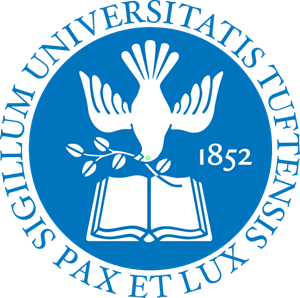 SIGILLUM UNIVERSITATIS TUFTENSIS
PAX ET LUX
1852